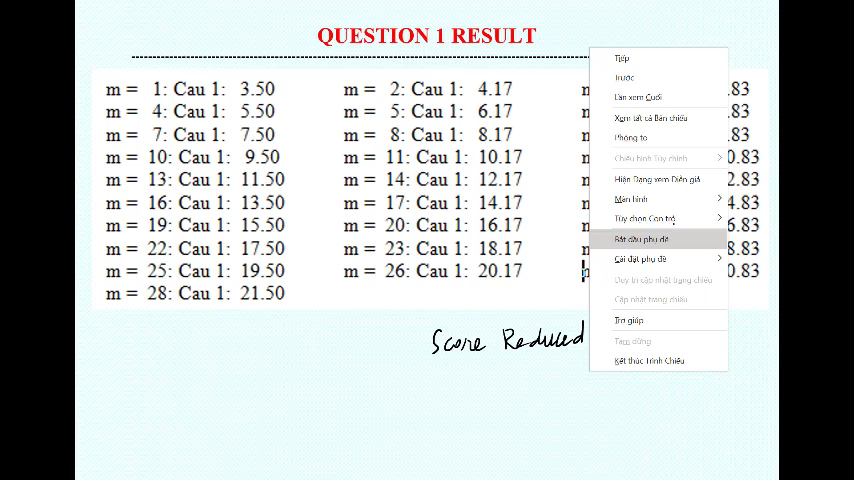 QUESTION 1 RESULT
m = 1: Cau 1: 3.50 m = 2: Cau 1: 4.17 .83
m = 4: Cau 1: 5.50 m = 5: Cau 1: 6.17 .83
m = 7: Cau 1: 7.50 m = 8: Cau 1: 8.17 .83
m = 10: Cau 1: 9.50 m = 11: Cau 1: 10.17 0.83
m = 13: Cau 1: 11.50 m = 14: Cau 1: 12.17 2.83
m = 16: Cau 1: 13.50 m = 17: Cau 1: 14.17 4.83
m = 19: Cau 1: 15.50 m = 20: Cau 1: 16.17 6.83
m = 22: Cau 1: 17.50 m = 23: Cau 1: 18.17 8.83
m = 25: Cau 1: 19.50 m = 26: Cau 1: 20.17 0.83
m = 28: Cau 1: 21.50
Score Reduced
Tiếp
Trước
Lần xem Cuối
Xem tất cả Bản chiếu
Phóng to
Chiếu hình Tùy chỉnh
Hiện Dạng xem Diễn giả
Màn hình
Tùy chọn Con trỏ
Bắt đầu phụ đề
Cài đặt phụ đề
Duy trì cập nhật trang chiếu
Cập nhật trang chiếu
Trợ giúp
Tạm dừng
Kết thúc Trình Chiếu